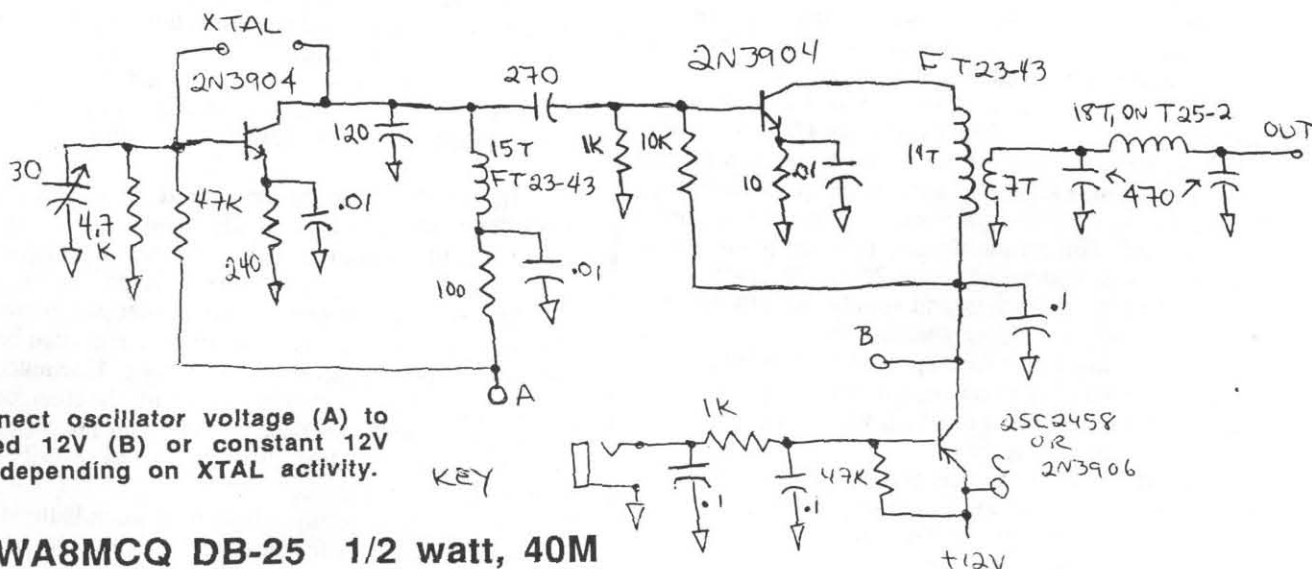 XTAL
2N3904
270
2N3904
FT23-43
18T, ON T25-2
OUT
30
120
15T
FT23-43
1K
10K
14T
7T
470
4.7
K
47K
.01
240
10
.01
100
.01
.1
A
B
nect oscillator voltage (A) to
ed 12V (B) or constant 12V
depending on XTAL activity.
KEY
1K
2SC2458
OR
2N3906
C
47K
.1
.1
+12V
WA8MCQ DB-25 1/2 watt, 40M